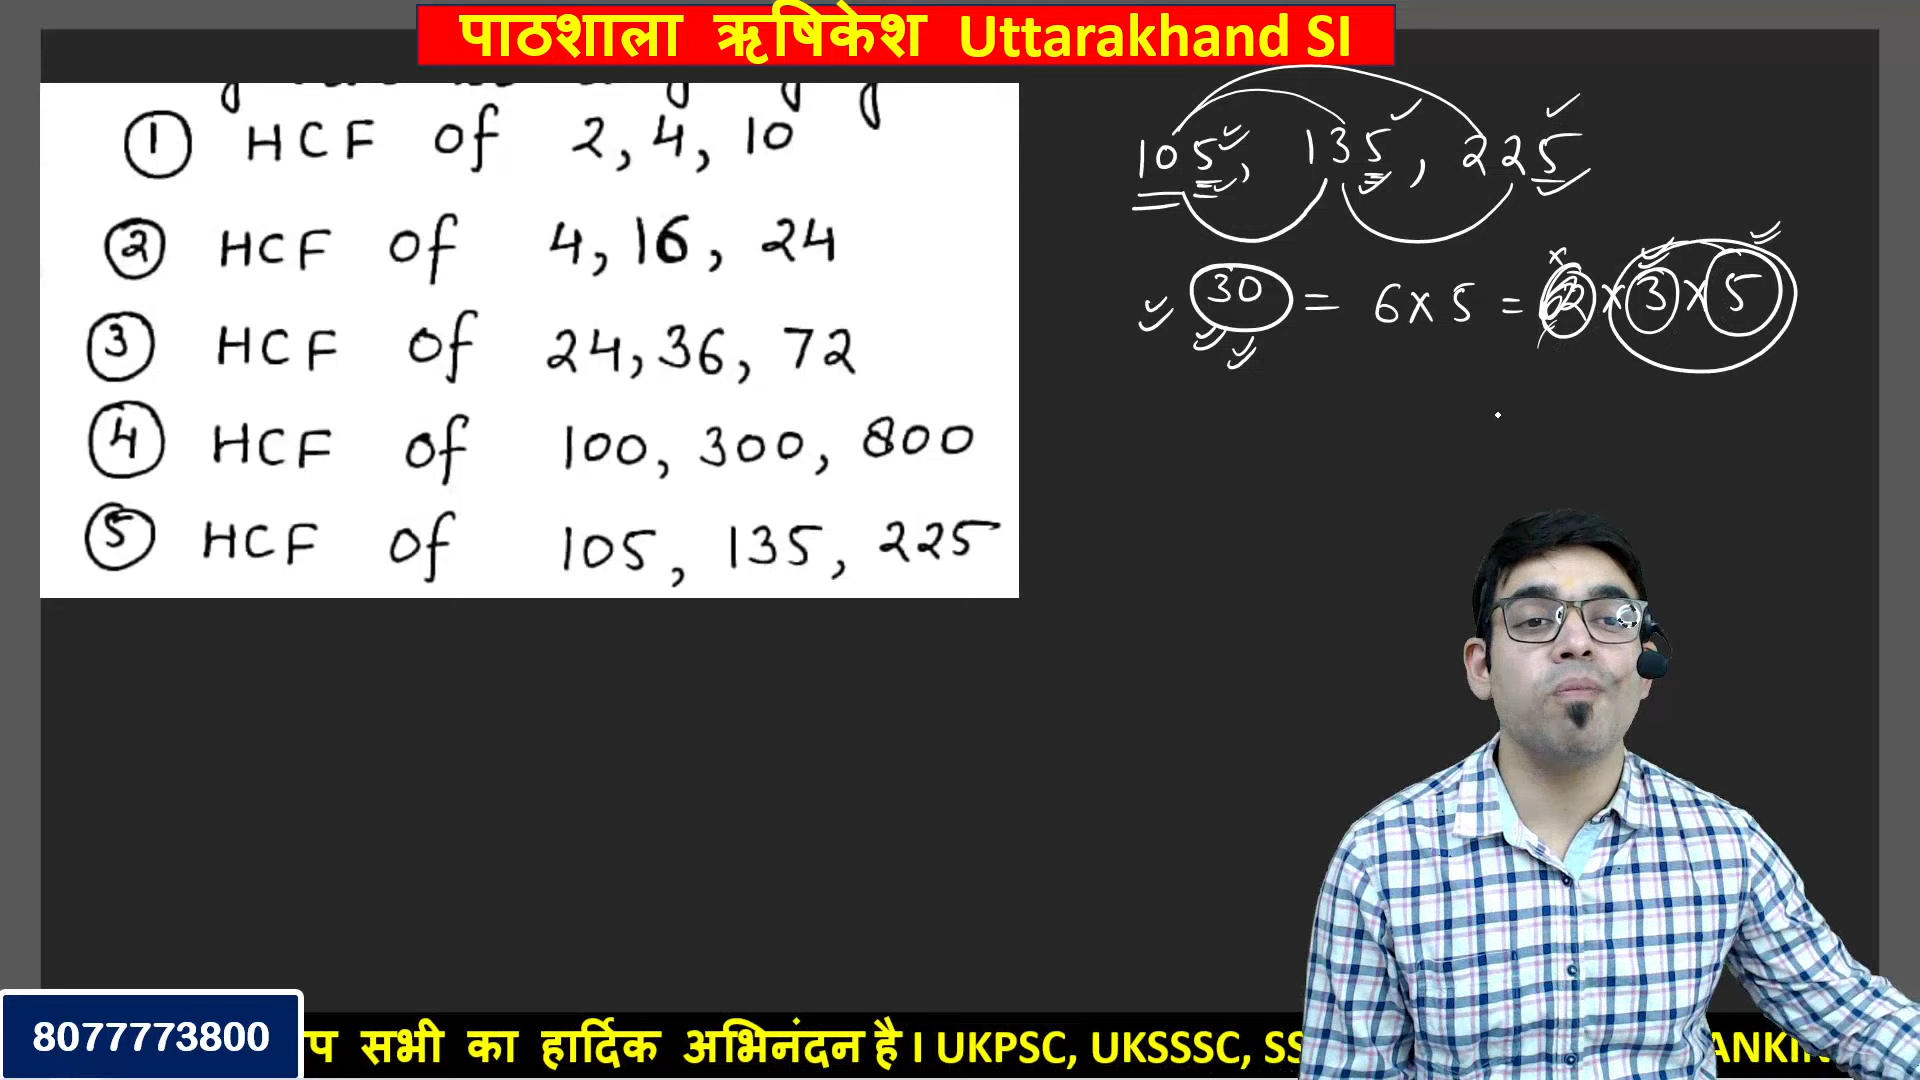 पाठशाला ऋषिकेश Uttarakhand SI
① HCF of 2, 4, 10
② HCF of 4, 16, 24
③ HCF of 24, 36, 72
④ HCF of 100, 300, 800
⑤ HCF of 105, 135, 225
105, 135, 225
30 = 6 x 5 = 2 x 3 x 5
8077773800
सभी का हार्दिक अभिनंदन है I UKPSC, UKSSSC,